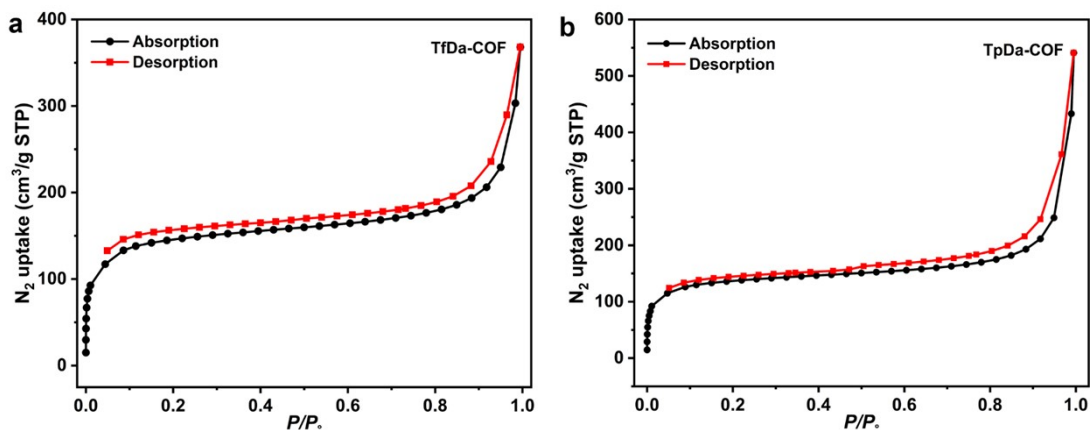 a
Absorption
Desorption
TfDa-COF
N₂ uptake (cm³/g STP)
400
300
200
100
0
0.0 0.2 0.4 0.6 0.8 1.0
P/P°
b
Absorption
Desorption
TpDa-COF
N₂ uptake (cm³/g STP)
600
500
400
300
200
100
0
0.0 0.2 0.4 0.6 0.8 1.0
P/P°